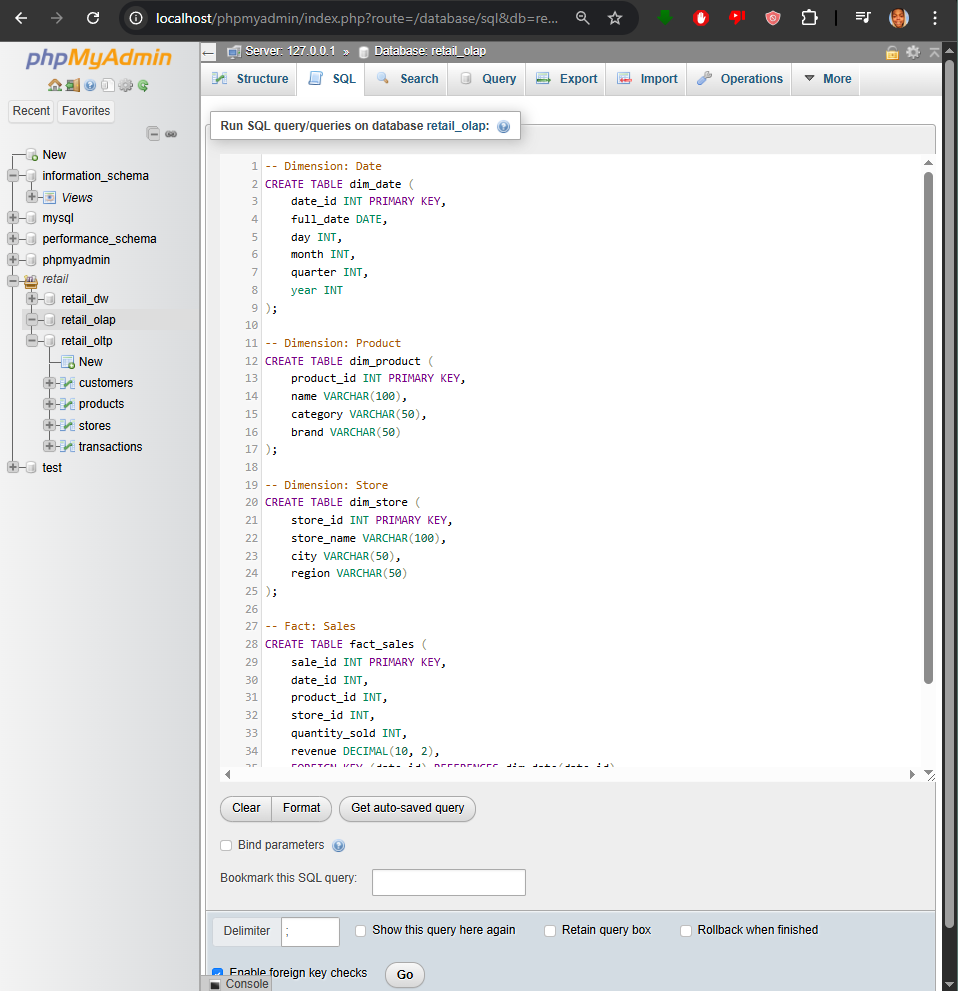 localhost/phpmyadmin/index.php?route=/database/sql&db=re...
phpMyAdmin
Recent
Favorites
New
information_schema
Views
mysql
performance_schema
phpmyadmin
retail
retail_dw
retail_olap
retail_oltp
New
customers
products
stores
transactions
test
Server: 127.0.0.1 » Database: retail_olap
Structure SQL Search Query Export Import Operations More
Run SQL query/queries on database retail_olap:
1 -- Dimension: Date
2 CREATE TABLE dim_date (
3 date_id INT PRIMARY KEY,
4 full_date DATE,
5 day INT,
6 month INT,
7 quarter INT,
8 year INT
9 );
10
11 -- Dimension: Product
12 CREATE TABLE dim_product (
13 product_id INT PRIMARY KEY,
14 name VARCHAR(100),
15 category VARCHAR(50),
16 brand VARCHAR(50)
17 );
18
19 -- Dimension: Store
20 CREATE TABLE dim_store (
21 store_id INT PRIMARY KEY,
22 store_name VARCHAR(100),
23 city VARCHAR(50),
24 region VARCHAR(50)
25 );
26
27 -- Fact: Sales
28 CREATE TABLE fact_sales (
29 sale_id INT PRIMARY KEY,
30 date_id INT,
31 product_id INT,
32 store_id INT,
33 quantity_sold INT,
34 revenue DECIMAL(10, 2),
35 FOREIGN KEY (date_id) REFERENCES dim_date(date_id)
Clear Format Get auto-saved query
Bind parameters
Bookmark this SQL query:
Delimiter ; Show this query here again Retain query box Rollback when finished
Enable foreign key checks Go
Console